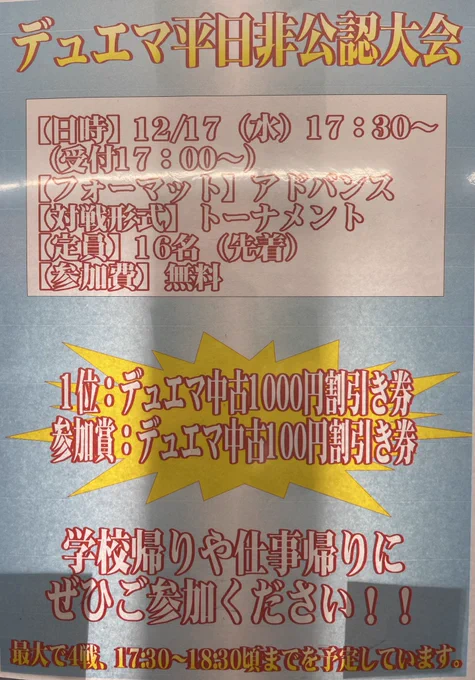 デュエマ平日非公認大会
【日時】12/17（水）17：30～
（受付17：00～）
【フォーマット】アドバンス
【対戦形式】トーナメント
【定員】16名（先着）
【参加費】無料
1位：デュエマ中古1000円割引き券
参加賞：デュエマ中古100円割引き券
学校帰りや仕事帰りに
ぜひご参加ください！！
最大で4戦、17:30～18:30頃までを予定しています。